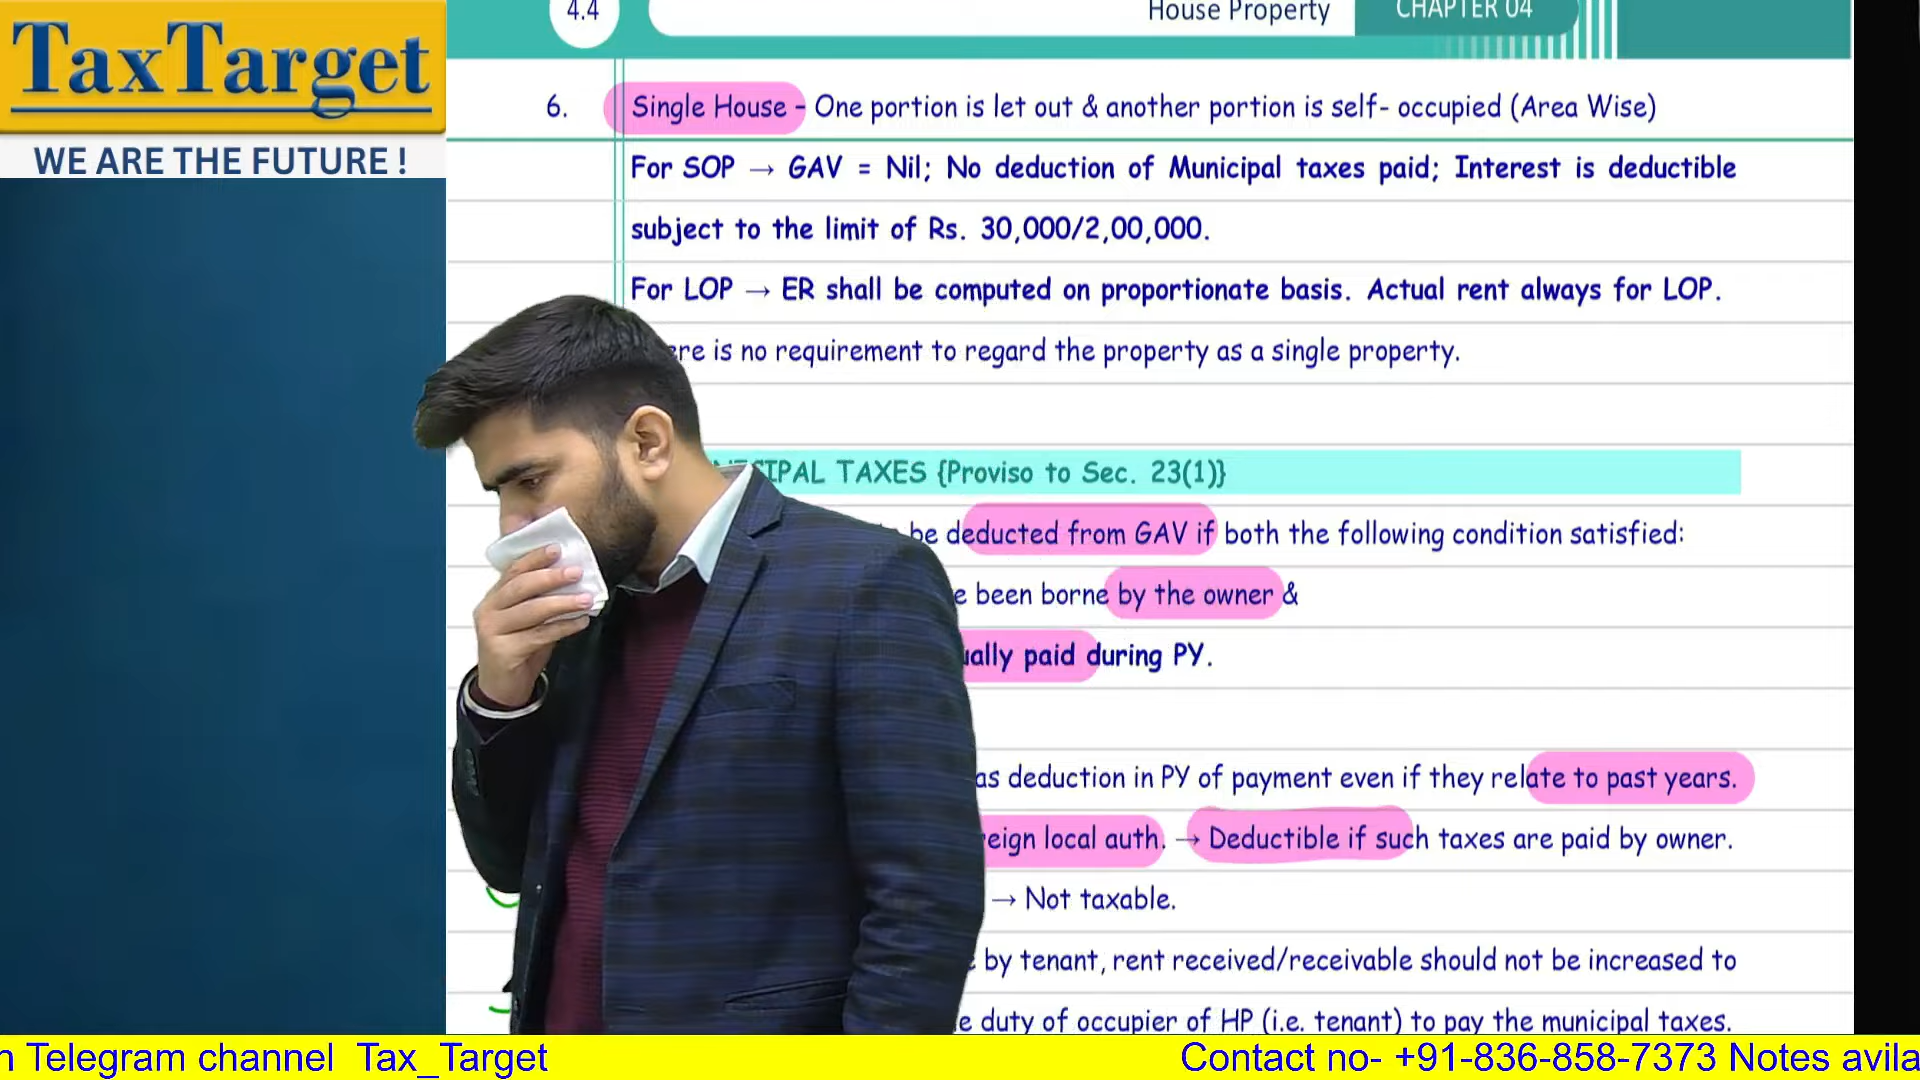 TaxTarget
WE ARE THE FUTURE !
4.4
House Property
CHAPTER 04
6. Single House - One portion is let out & another portion is self- occupied (Area Wise)
For SOP → GAV = Nil; No deduction of Municipal taxes paid; Interest is deductible
subject to the limit of Rs. 30,000/2,00,000.
For LOP → ER shall be computed on proportionate basis. Actual rent always for LOP.
is no requirement to regard the property as a single property.
TAXES {Proviso to Sec. 23(1)}
be deducted from GAV if both the following condition satisfied:
been borne by the owner &
paid during PY.
as deduction in PY of payment even if they relate to past years.
local auth. → Deductible if such taxes are paid by owner.
→ Not taxable.
by tenant, rent received/receivable should not be increased to
duty of occupier of HP (i.e. tenant) to pay the municipal taxes.
Telegram channel Tax_Target
Contact no- +91-836-858-7373 Notes